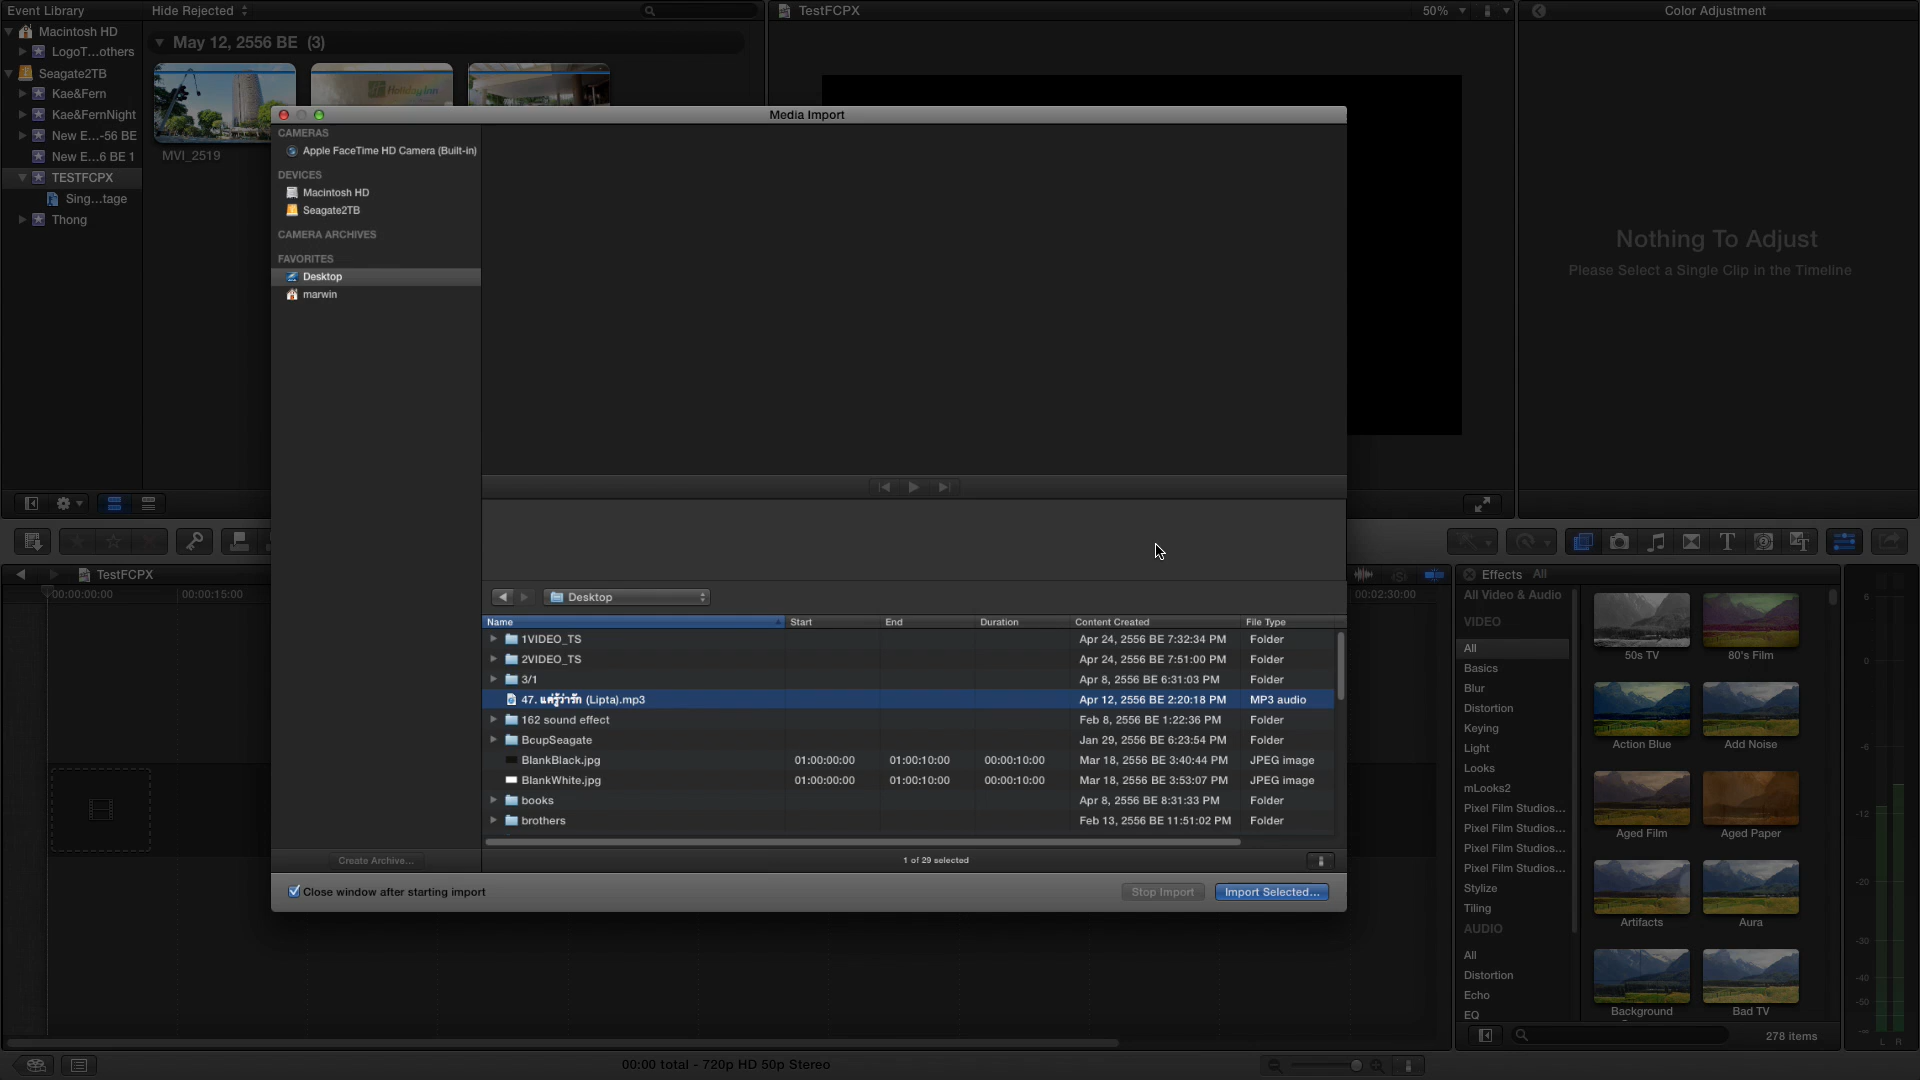 Event Library
Hide Rejected
TestFCPX
50%
Color Adjustment
Macintosh HD
LogoT...others
Seagate2TB
Kae&Fern
Kae&FernNight
New E...-56 BE
New E...6 BE 1
TESTFCPX
Sing...tage
Thong
May 12, 2556 BE (3)
Holiday Inn
MVI_2519
Media Import
CAMERAS
Apple FaceTime HD Camera (Built-in)
DEVICES
Macintosh HD
Seagate2TB
CAMERA ARCHIVES
FAVORITES
Desktop
marwin
Nothing To Adjust
Please Select a Single Clip in the Timeline
Desktop
Name Start End Duration Content Created File Type
1VIDEO_TS Apr 24, 2556 BE 7:32:34 PM Folder
2VIDEO_TS Apr 24, 2556 BE 7:51:00 PM Folder
3/1 Apr 8, 2556 BE 6:31:03 PM Folder
47. แค่รู้ว่ารัก (Lipta).mp3 Apr 12, 2556 BE 2:20:18 PM MP3 audio
162 sound effect Feb 8, 2556 BE 1:22:36 PM Folder
BcupSeagate Jan 29, 2556 BE 6:23:54 PM Folder
BlankBlack.jpg 01:00:00:00 01:00:10:00 00:00:10:00 Mar 18, 2556 BE 3:40:44 PM JPEG image
BlankWhite.jpg 01:00:00:00 01:00:10:00 00:00:10:00 Mar 18, 2556 BE 3:53:07 PM JPEG image
books Apr 8, 2556 BE 8:31:33 PM Folder
brothers Feb 13, 2556 BE 11:51:02 PM Folder
Create Archive...
1 of 29 selected
Close window after starting import
Stop Import
Import Selected...
TestFCPX
00:00:00:00
00:00:15:00
00:02:30:00
Effects All
All Video & Audio
VIDEO
All
Basics
Blur
Distortion
Keying
Light
Looks
mLooks2
Pixel Film Studios...
Pixel Film Studios...
Pixel Film Studios...
Pixel Film Studios...
Stylize
Tiling
AUDIO
All
Distortion
Echo
EQ
50s TV
80's Film
Action Blue
Add Noise
Aged Film
Aged Paper
Artifacts
Aura
Background
Bad TV
278 items
6
0
-6
-12
-20
-30
-40
-50
-∞
L R
00:00 total - 720p HD 50p Stereo